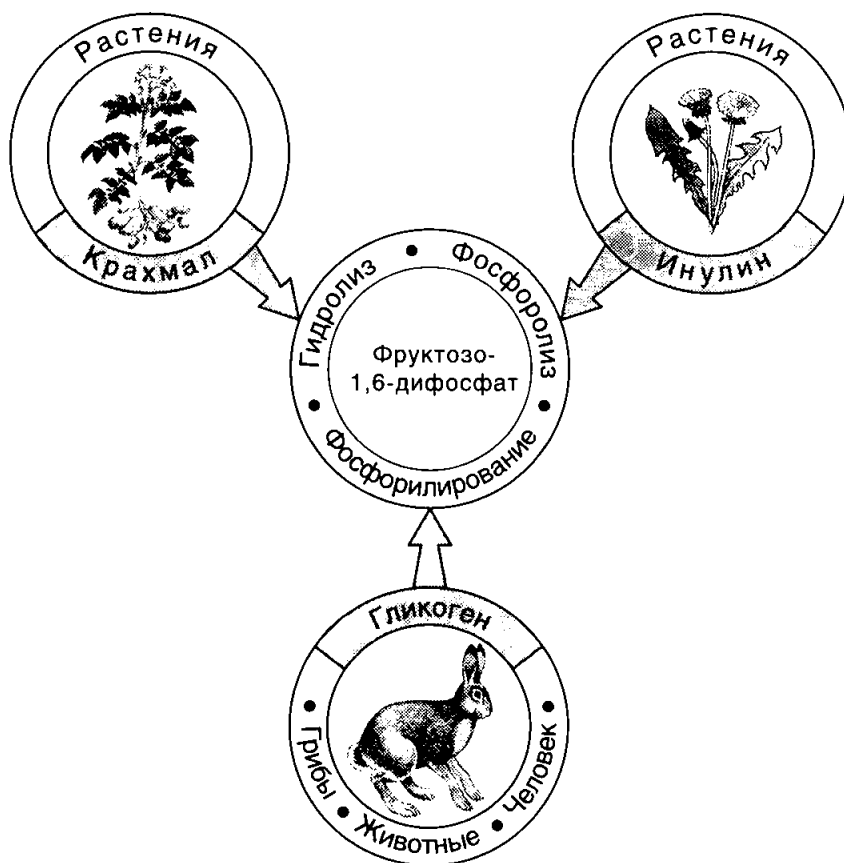 Растения
Крахмал
Растения
Инулин
Гидролиз • Фосфоролиз
• Фосфорилирование •
Фруктозо-
1,6-дифосфат
Гликоген
• Грибы • Животные • Человек •